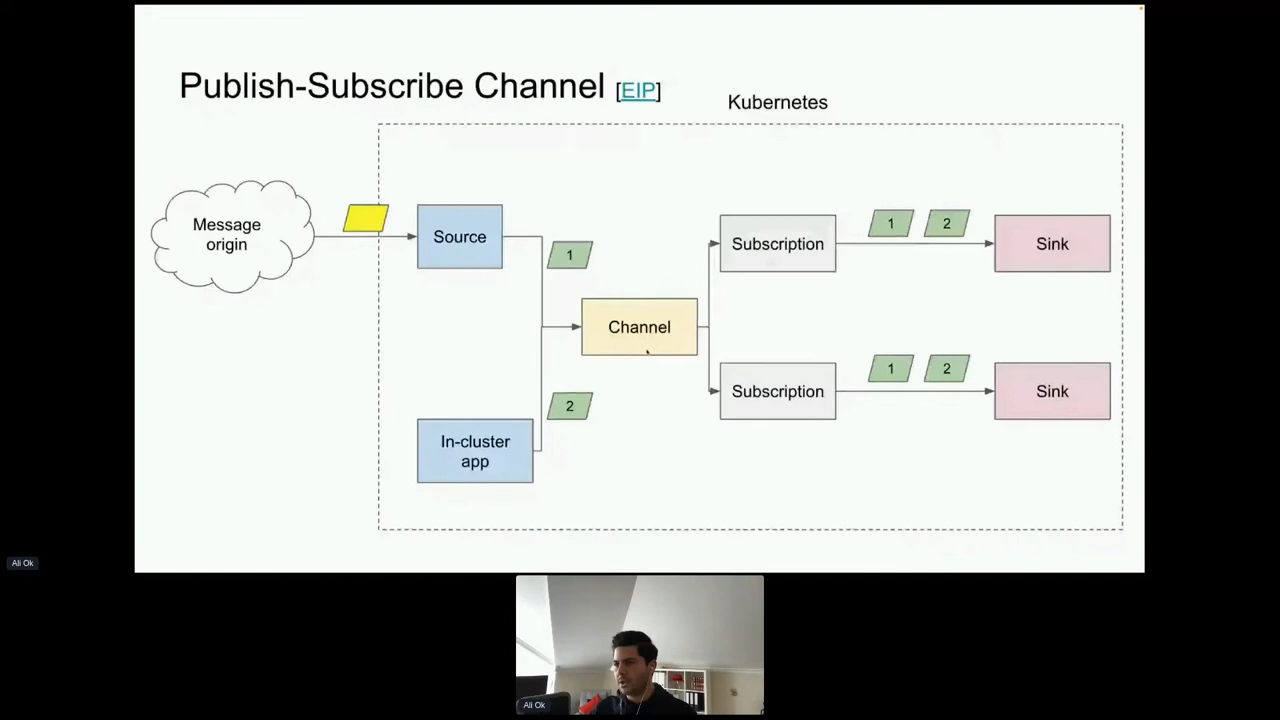 Publish-Subscribe Channel [EIP]
Kubernetes
Message
origin
Source
1
Channel
2
In-cluster
app
Subscription
1 2
Sink
Subscription
1 2
Sink
Ali Ok
Ali Ok